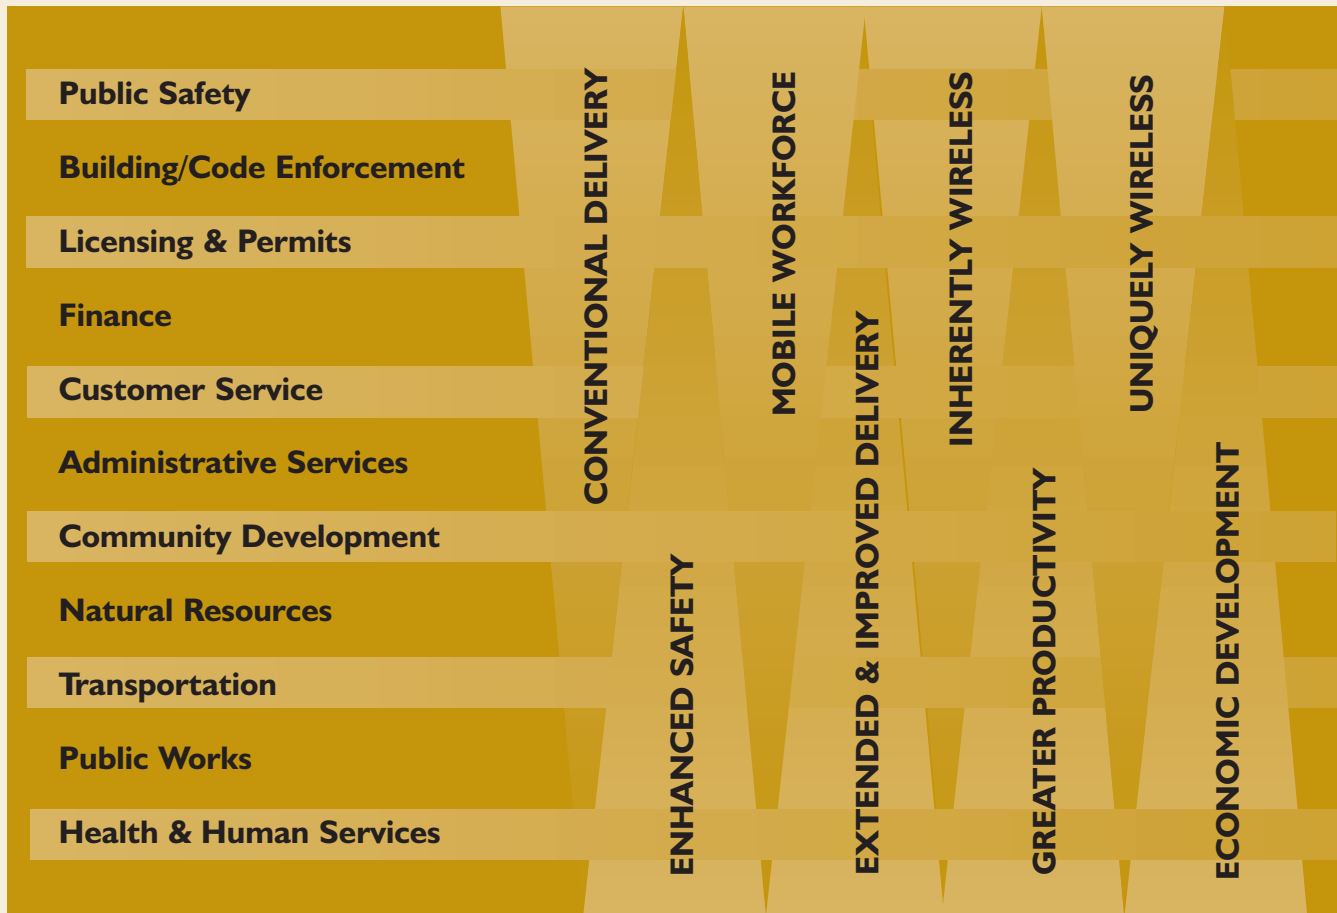 Public Safety
Building/Code Enforcement
Licensing & Permits
Finance
Customer Service
Administrative Services
Community Development
Natural Resources
Transportation
Public Works
Health & Human Services
CONVENTIONAL DELIVERY
MOBILE WORKFORCE
INHERENTLY WIRELESS
UNIQUELY WIRELESS
ENHANCED SAFETY
EXTENDED & IMPROVED DELIVERY
GREATER PRODUCTIVITY
ECONOMIC DEVELOPMENT